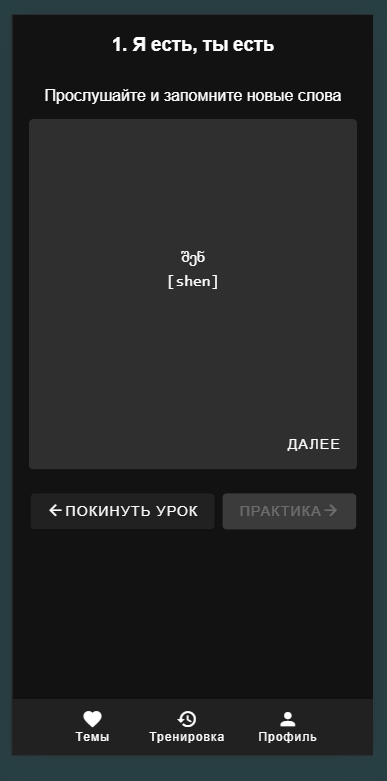 1. Я есть, ты есть
Прослушайте и запомните новые слова
შენ
[shen]
ДАЛЕЕ
ПОКИНУТЬ УРОК
ПРАКТИКА
Темы
Тренировка
Профиль